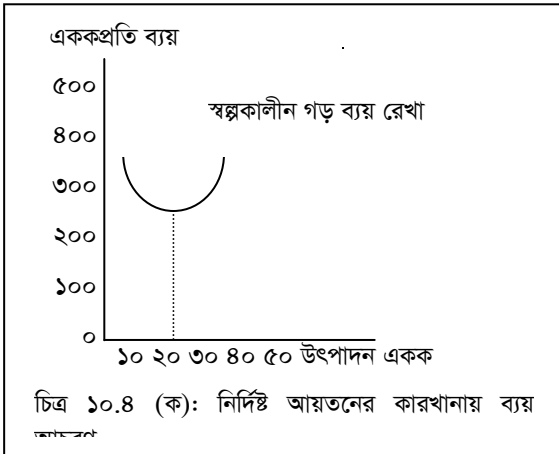 এককপ্রতি ব্যয়
৫০০
স্বল্পকালীন গড় ব্যয় রেখা
৪০০
৩০০
২০০
১০০
০
১০ ২০ ৩০ ৪০ ৫০ উৎপাদন একক
চিত্র ১০.৪ (ক): নির্দিষ্ট আয়তনের কারখানায় ব্যয়